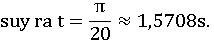 suy ra t = π/20 ≈ 1,5708s.